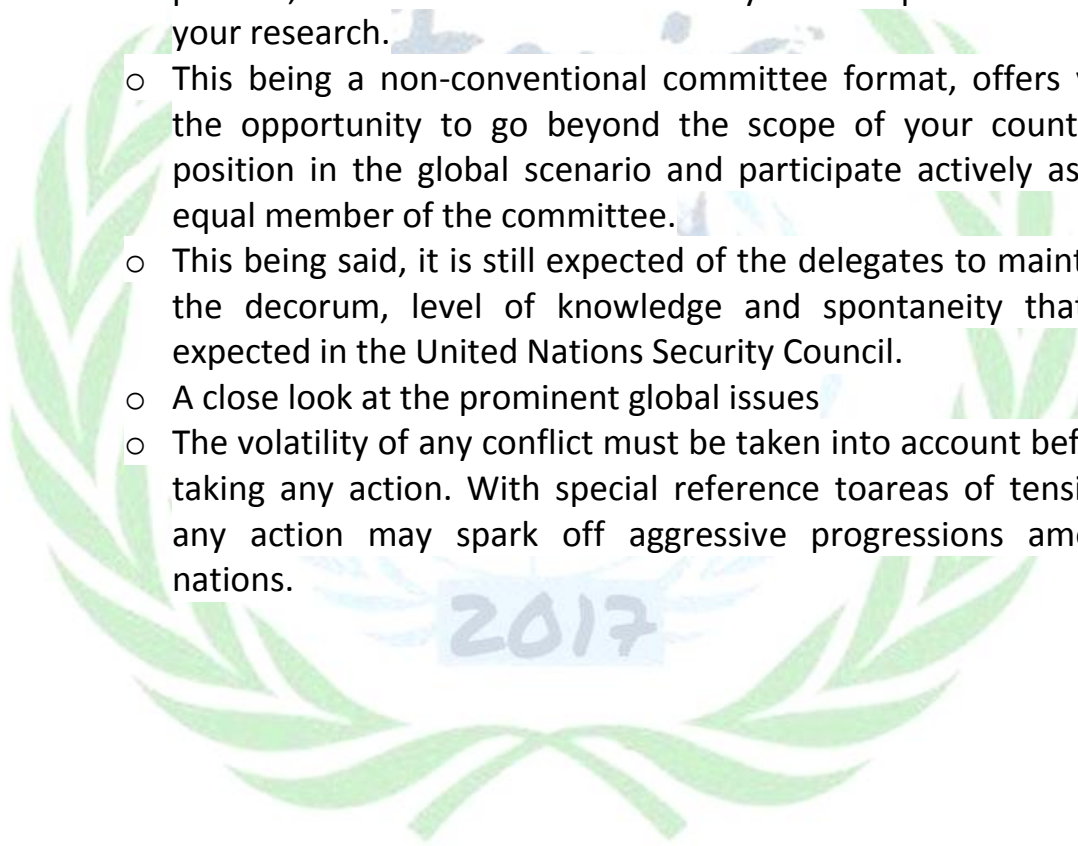 your research.
o This being a non-conventional committee format, offers
the opportunity to go beyond the scope of your
position in the global scenario and participate actively as
equal member of the committee.
o This being said, it is still expected of the delegates to
the decorum, level of knowledge and spontaneity
expected in the United Nations Security Council.
o A close look at the prominent global issues
o The volatility of any conflict must be taken into account
taking any action. With special reference toareas of
any action may spark off aggressive progressions
nations.
2017